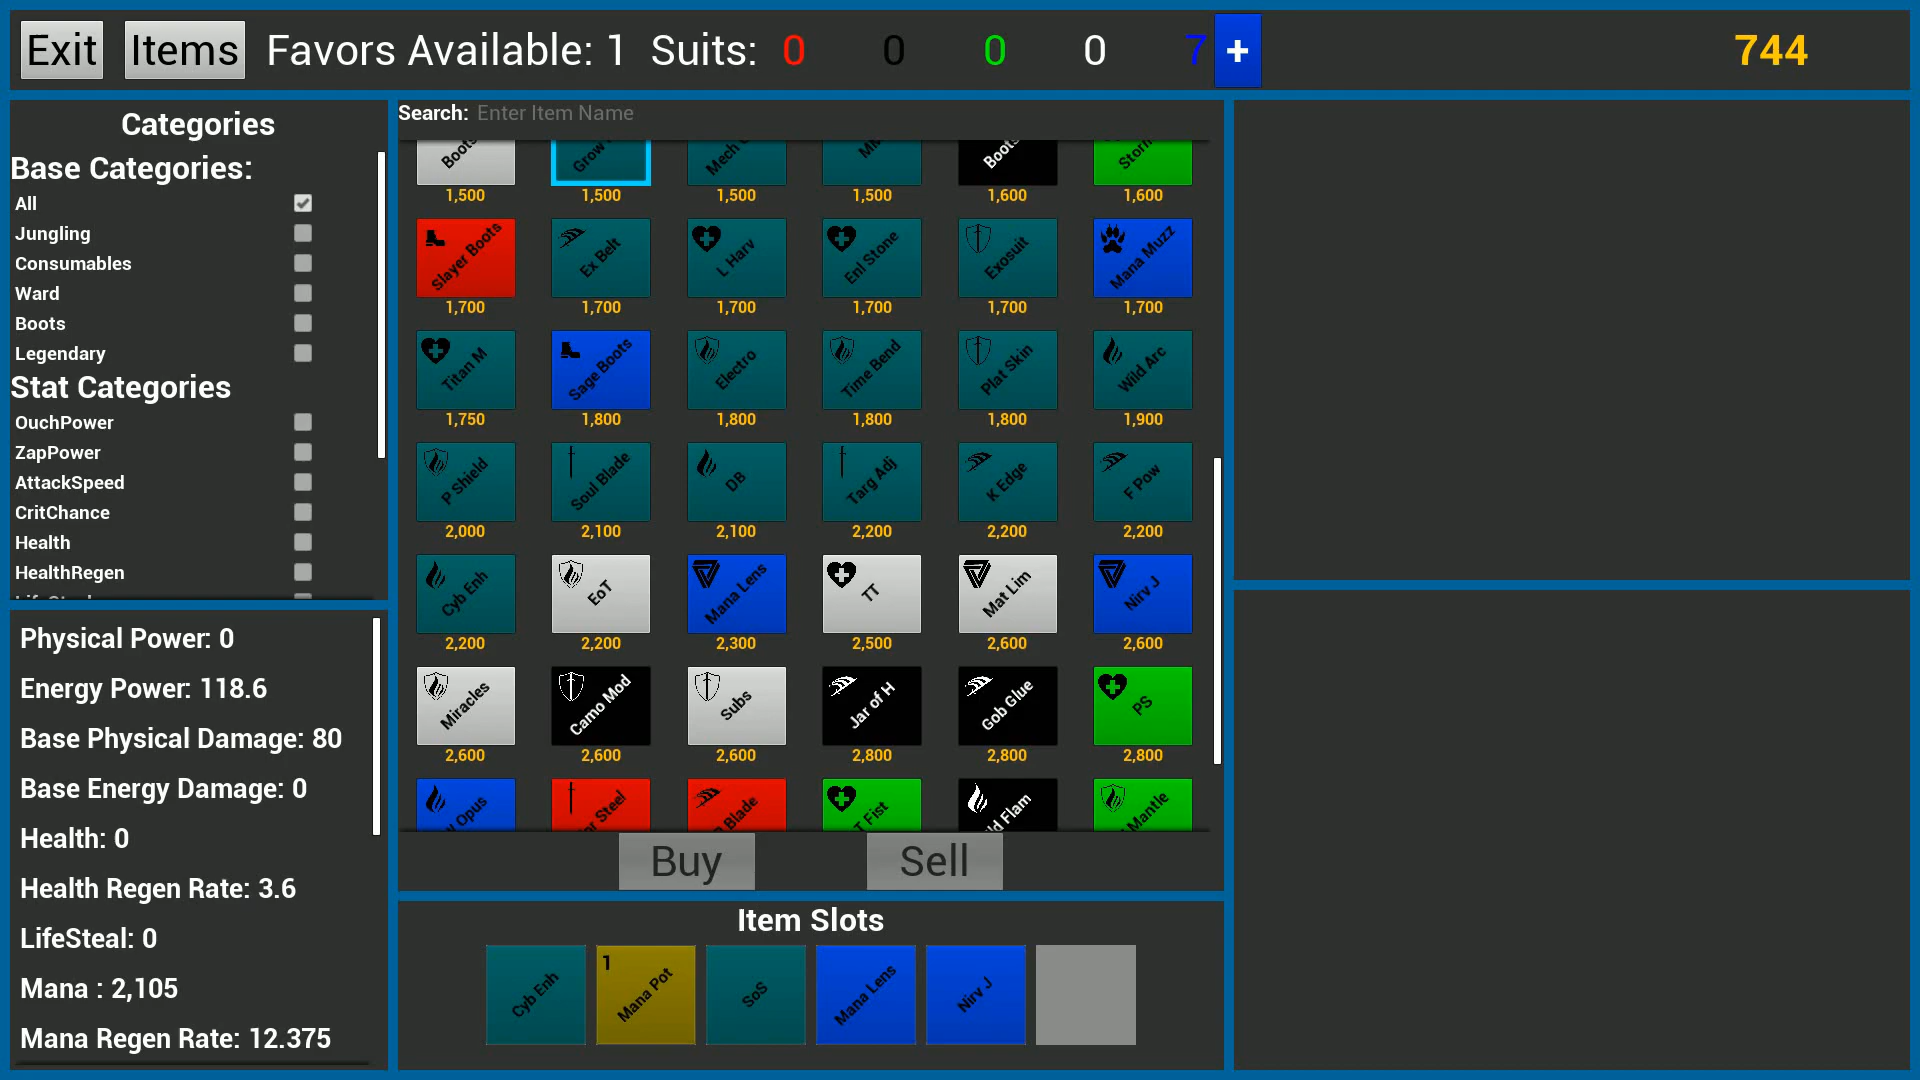 Exit Items Favors Available: 1 Suits: 0 0 0 0 7 + 744
Categories
Base Categories:
All
Jungling
Consumables
Ward
Boots
Legendary
Stat Categories
OuchPower
ZapPower
AttackSpeed
CritChance
Health
HealthRegen
Physical Power: 0
Energy Power: 118.6
Base Physical Damage: 80
Base Energy Damage: 0
Health: 0
Health Regen Rate: 3.6
LifeSteal: 0
Mana : 2,105
Mana Regen Rate: 12.375
Search: Enter Item Name
Boots Grow Mech Boots Storm
1,500 1,500 1,500 1,500 1,600 1,600
Slayer Boots Ex Belt L Harv Enl Stone Exosuit Mana Muzz
1,700 1,700 1,700 1,700 1,700 1,700
Titan M Sage Boots Electro Time Bend Plat Skin Wild Arc
1,750 1,800 1,800 1,800 1,800 1,900
P Shield Soul Blade DB Targ Adj K Edge F Pow
2,000 2,100 2,100 2,200 2,200 2,200
Cyb Enh EoT Mana Lens TT Mat Lim Nirv J
2,200 2,200 2,300 2,500 2,600 2,600
Miracles Camo Mod Subs Jar of H Gob Glue PS
2,600 2,600 2,600 2,800 2,800 2,800
Opus Steel Blade T Fist Flam Mantle
Buy Sell
Item Slots
Cyb Enh 1 Mana Pot SoS Mana Lens Nirv J